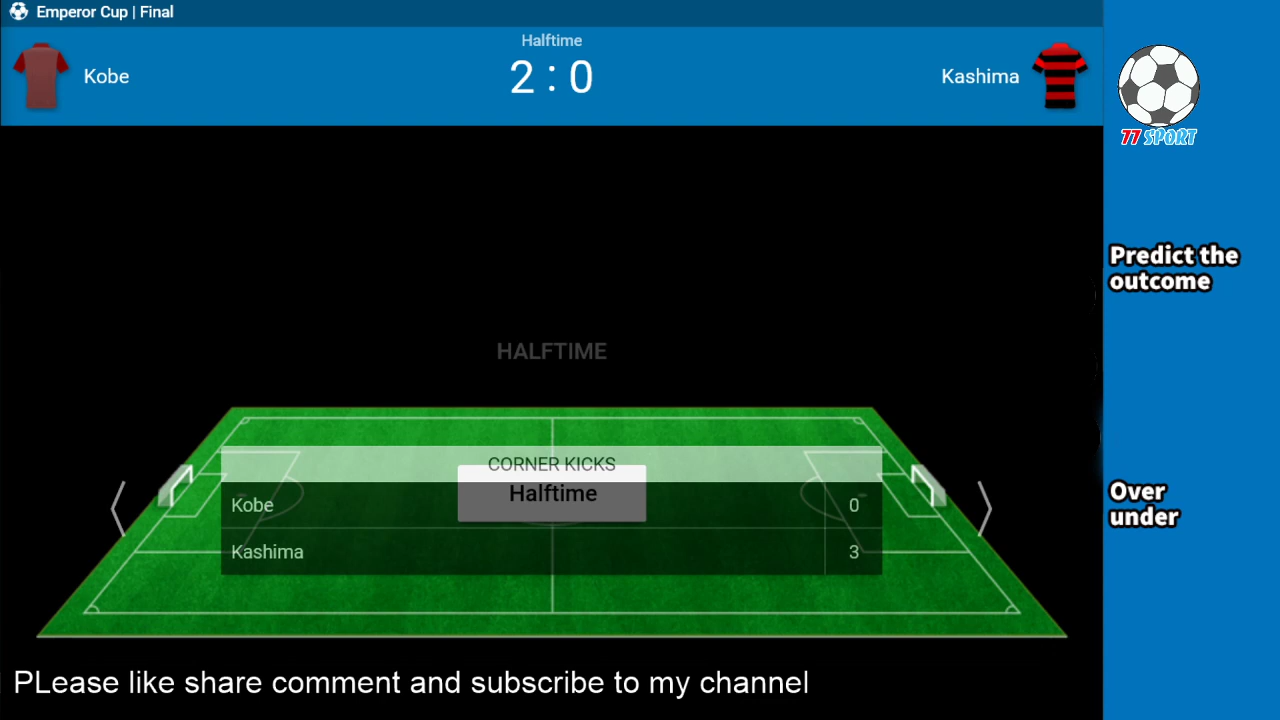 Emperor Cup | Final
Halftime
Kobe
2 : 0
Kashima
77 SPORT
Predict the
outcome
HALFTIME
CORNER KICKS
Halftime
Kobe 0
Kashima 3
Over
under
PLease like share comment and subscribe to my channel